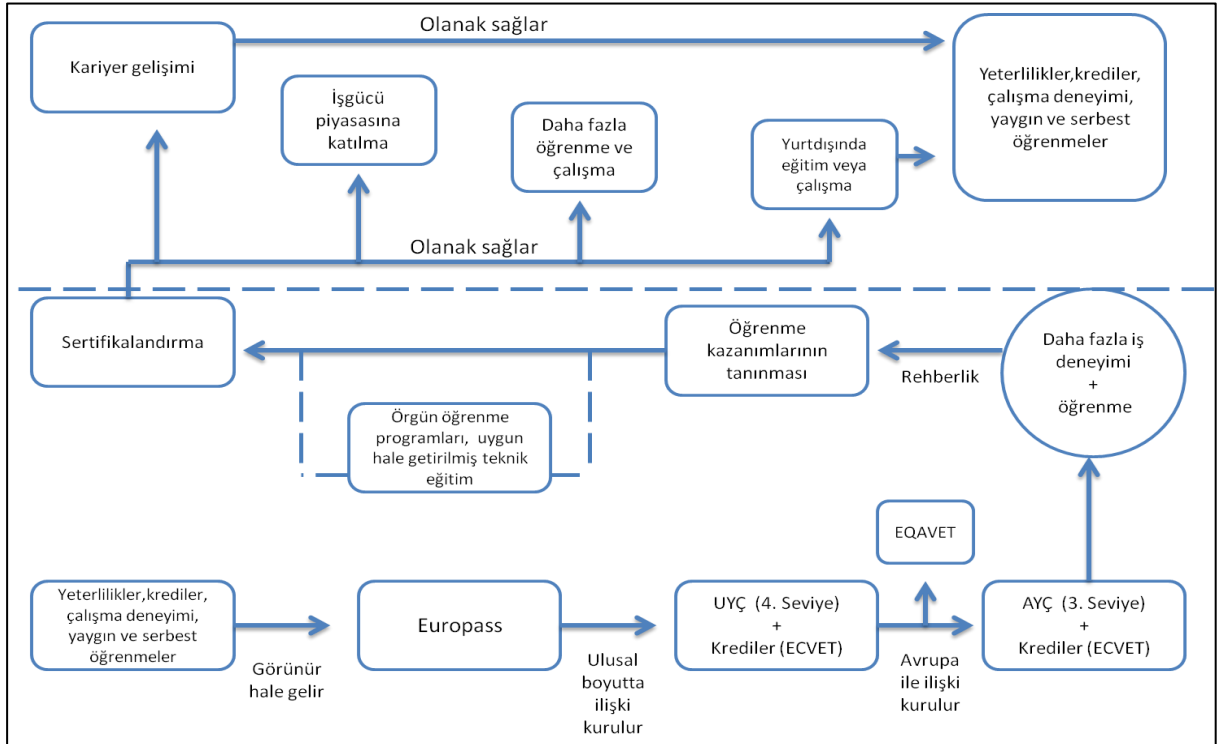 Olanak sağlar
Kariyer gelişimi
Yeterlilikler,krediler,
çalışma deneyimi,
yaygın ve serbest
öğrenmeler
İşgücü
piyasasına
katılma
Daha fazla
öğrenme ve
çalışma
Yurtdışında
eğitim veya
çalışma
Olanak sağlar
Sertifikalandırma
Öğrenme
kazanımlarının
tanınması
Rehberlik
Daha fazla iş
deneyimi
+
öğrenme
Örgün öğrenme
programları, uygun
hale getirilmiş teknik
eğitim
EQAVET
Yeterlilikler,krediler,
çalışma deneyimi,
yaygın ve serbest
öğrenmeler
Görünür
hale gelir
Europass
Ulusal
boyutta
ilişki
kurulur
UYÇ (4. Seviye)
+
Krediler (ECVET)
Avrupa
ile ilişki
kurulur
AYÇ (3. Seviye)
+
Krediler (ECVET)